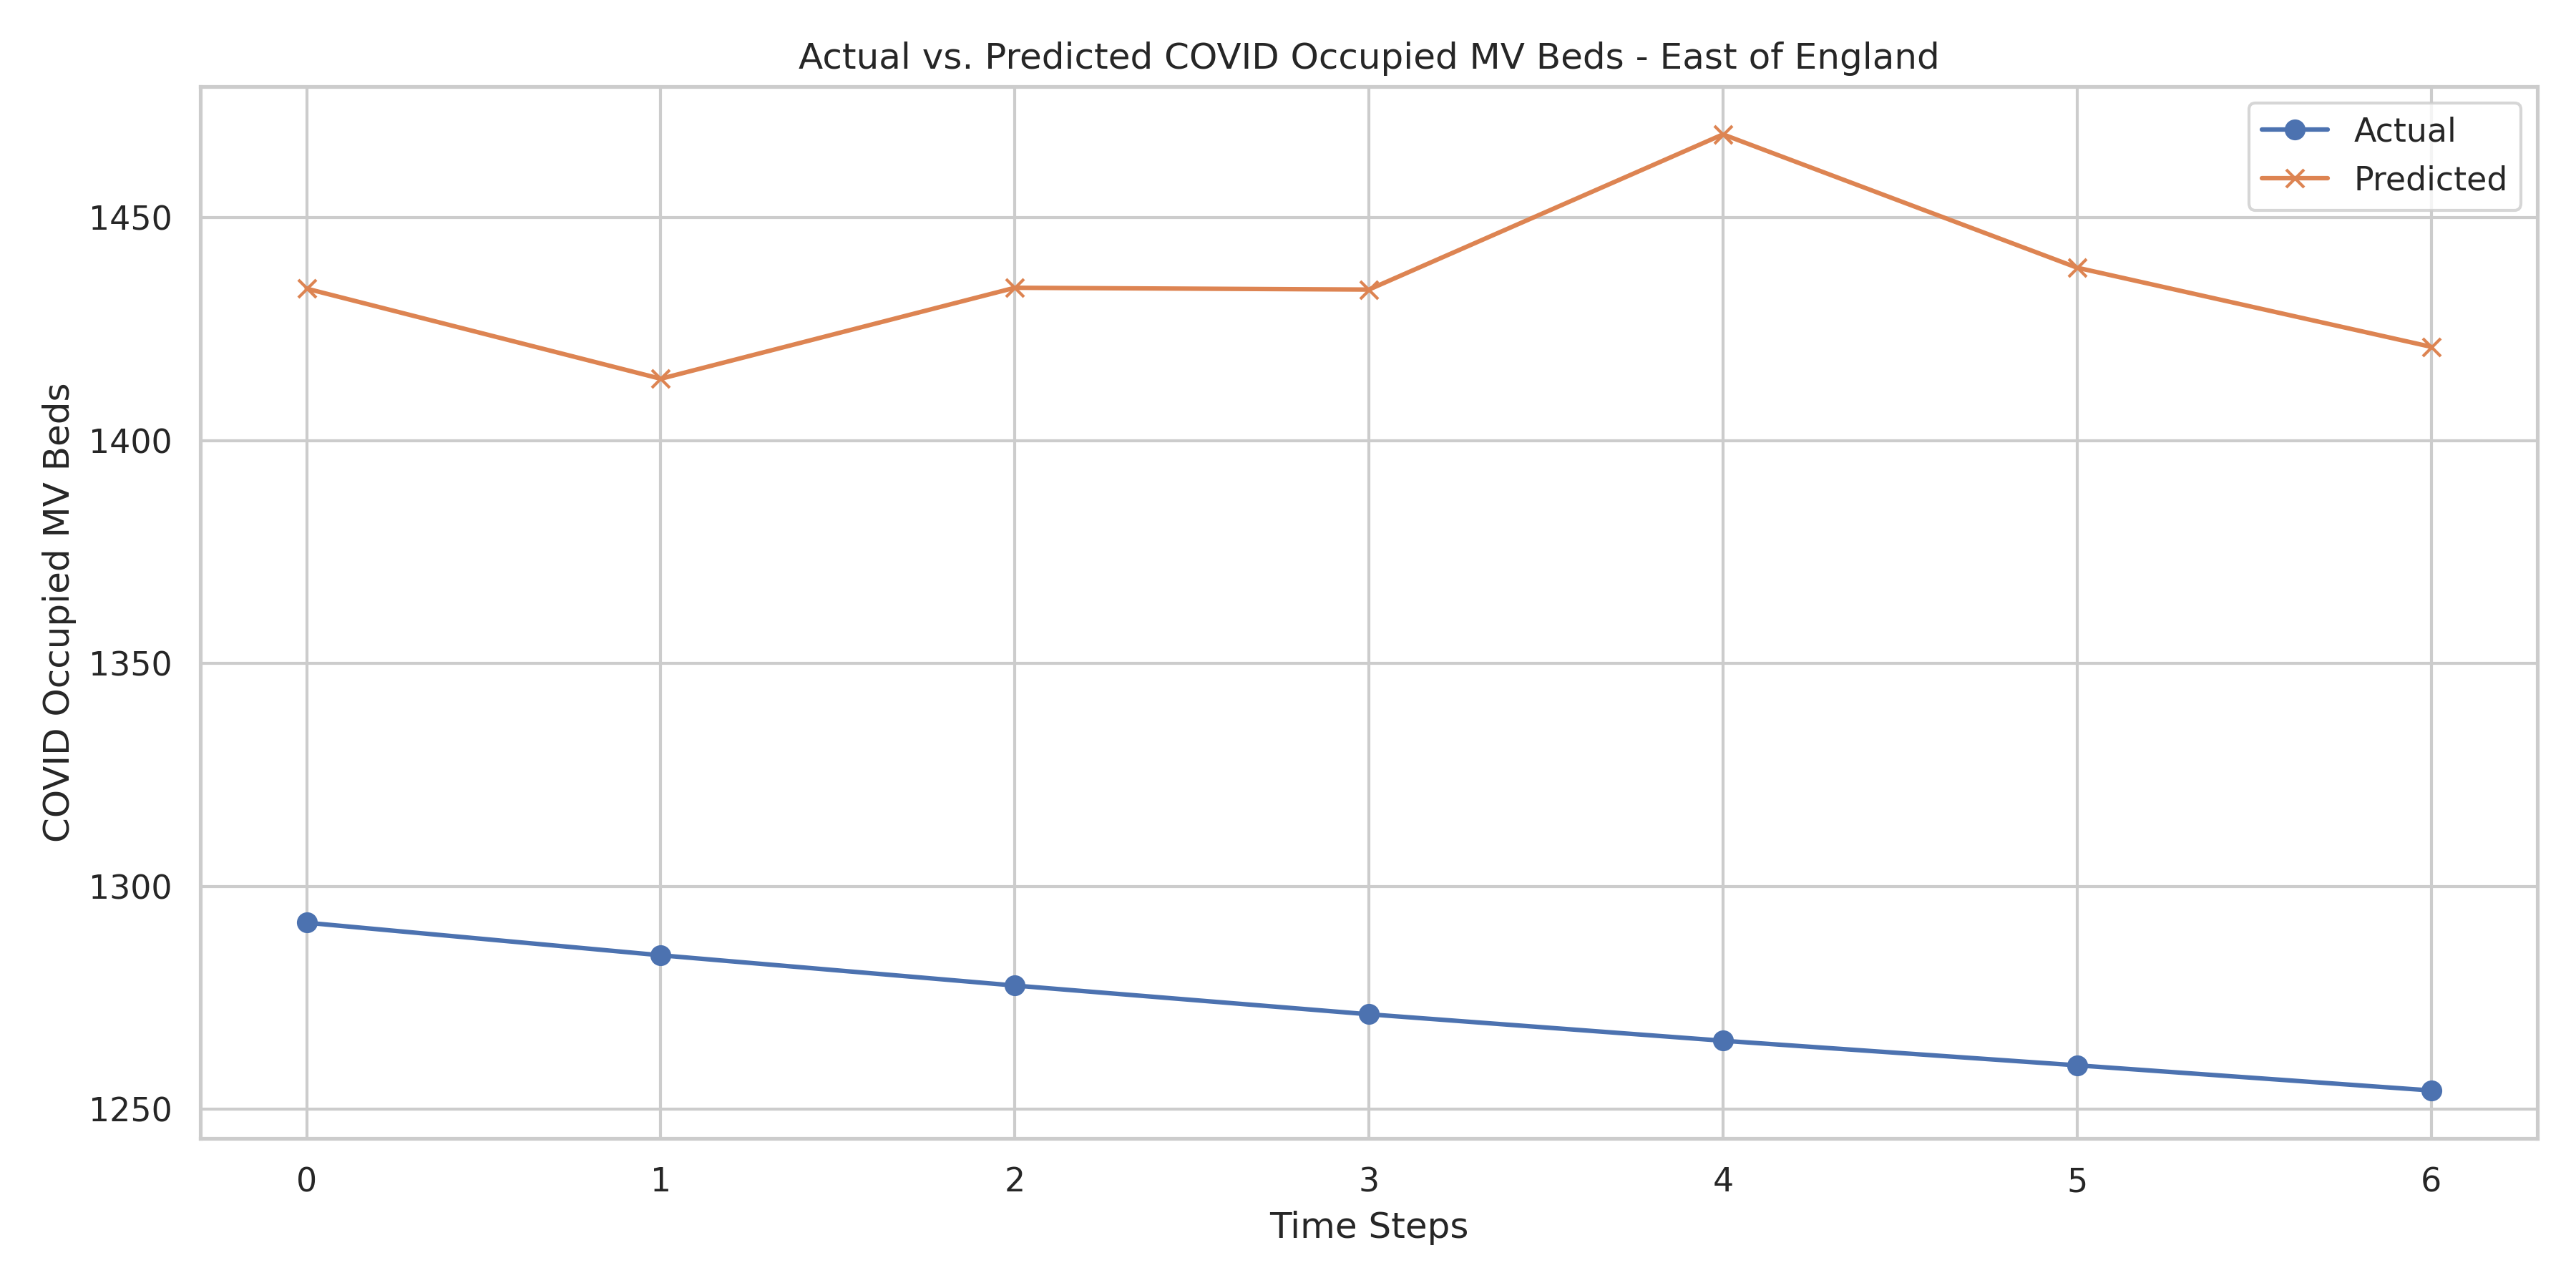 Actual vs. Predicted COVID Occupied MV Beds - East of England
Actual
Predicted
COVID Occupied MV Beds
1450
1400
1350
1300
1250
0 1 2 3 4 5 6
Time Steps